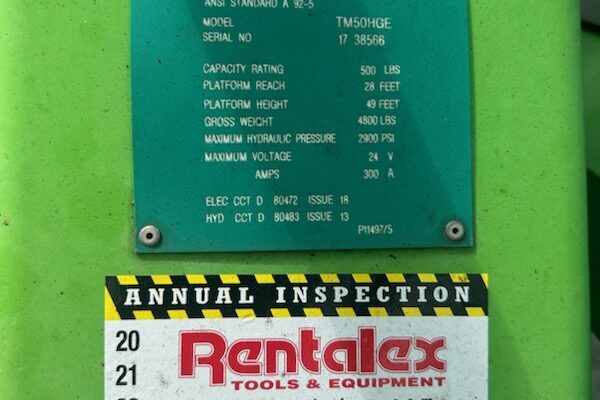 ANSI STANDARD A 92-5
MODEL TM50HGE
SERIAL NO 17 38566
CAPACITY RATING 500 LBS
PLATFORM REACH 28 FEET
PLATFORM HEIGHT 49 FEET
GROSS WEIGHT 4800 LBS
MAXIMUM HYDRAULIC PRESSURE 2900 PSI
MAXIMUM VOLTAGE 24 V
AMPS 300 A
ELEC CCT D 80472 ISSUE 18
HYD CCT D 80483 ISSUE 13
P11497/5
ANNUAL INSPECTION
20
Rentalex
21
TOOLS & EQUIPMENT